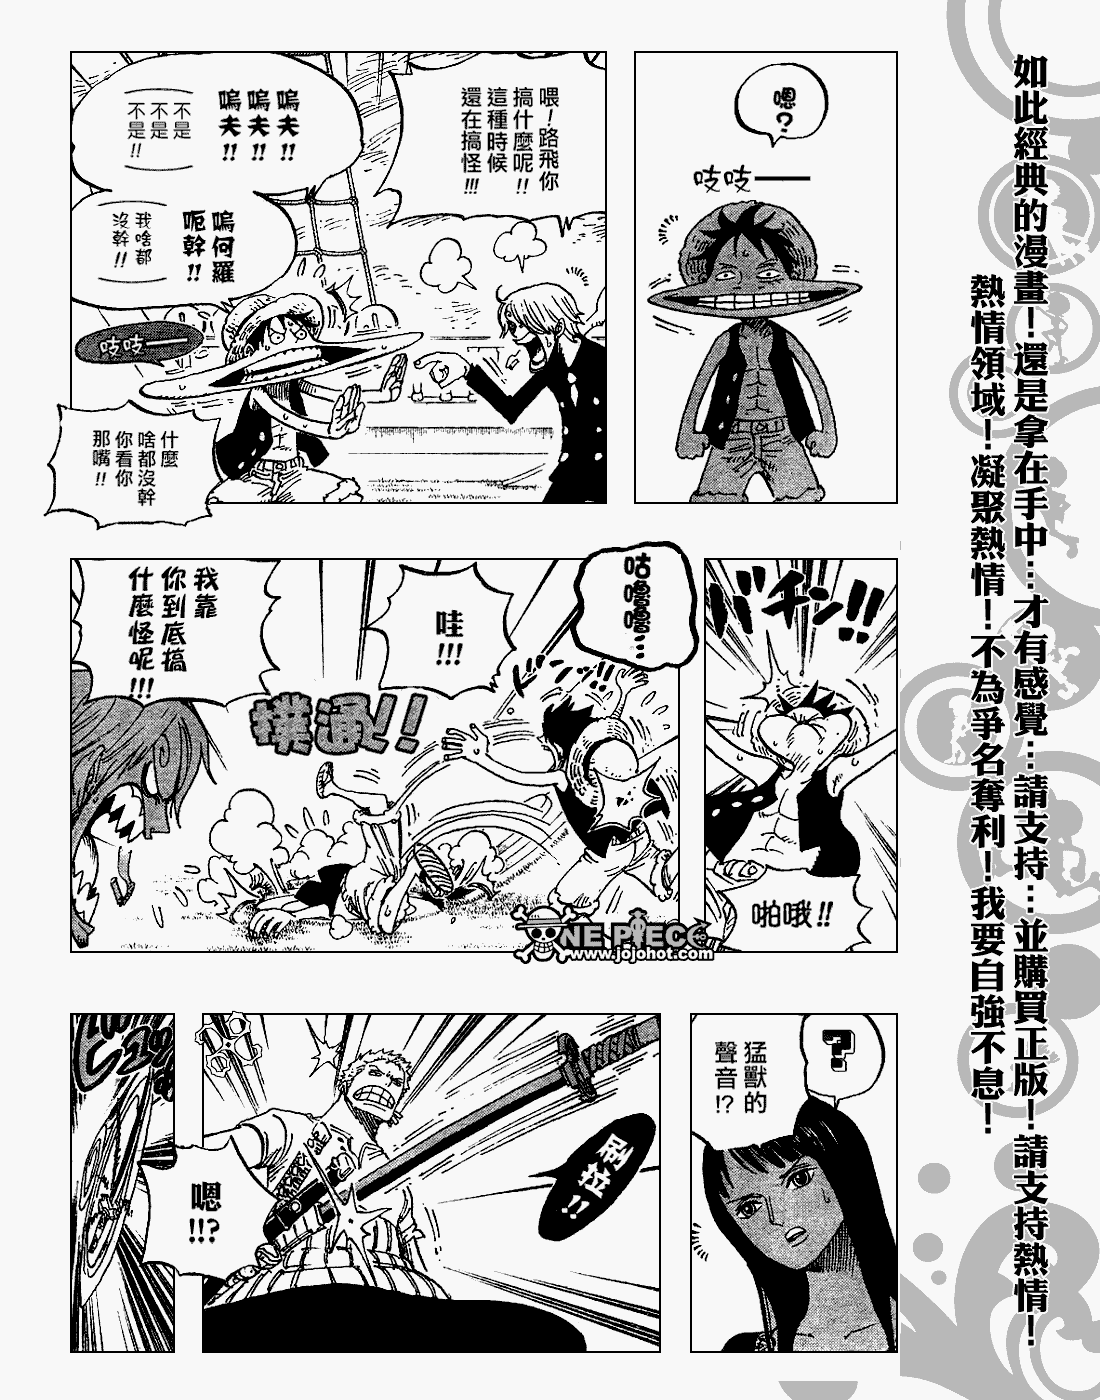 嗯?
吱吱——
喂!路飛你
搞什麼呢!!
這種時候
還在搞怪!!!
嗚夫!!
嗚夫!!
嗚夫!!
不是
不是
不是!!
嗚何羅
呃幹!!
我啥都
沒幹!!
吱吱——
什麼
啥都沒幹
你看你
那嘴!!
啪哦!!
咕嚕嚕…
哇!!!
撲通!!
我靠
你到底搞
什麼怪呢!!!
ONE PIECE
www.jojohot.com
?
猛獸的
聲音!?
刷拉!!
嗯!!?
如此經典的漫畫!還是拿在手中…才有感覺…請支持…並購買正版!請支持熱情!
熱情領域!凝聚熱情!不為爭名奪利!我要自強不息!